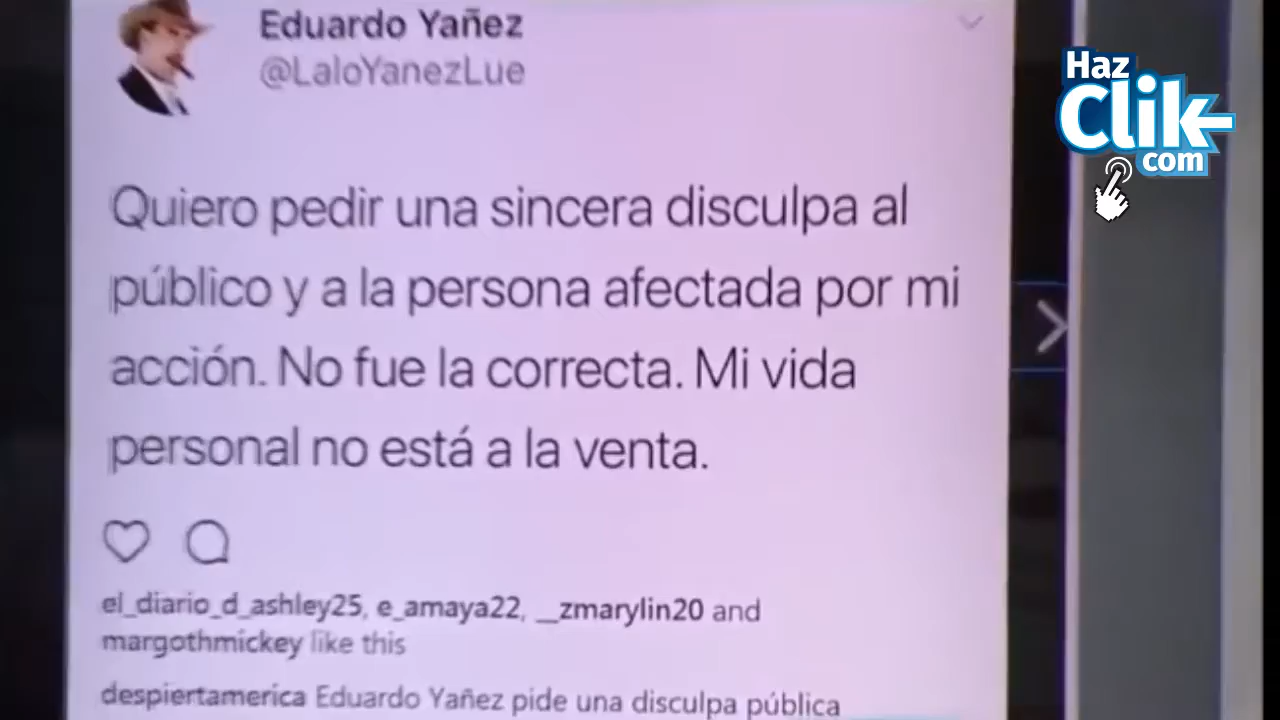 Eduardo Yañez
@LaloYanezLue
Haz
Clik
com
Quiero pedir una sincera disculpa al
público y a la persona afectada por mi
acción. No fue la correcta. Mi vida
personal no está a la venta.
el_diario_d_ashley25, e_amaya22, __zmarylin20 and
margothmickey like this
despiertamerica Eduardo Yañez pide una disculpa pública